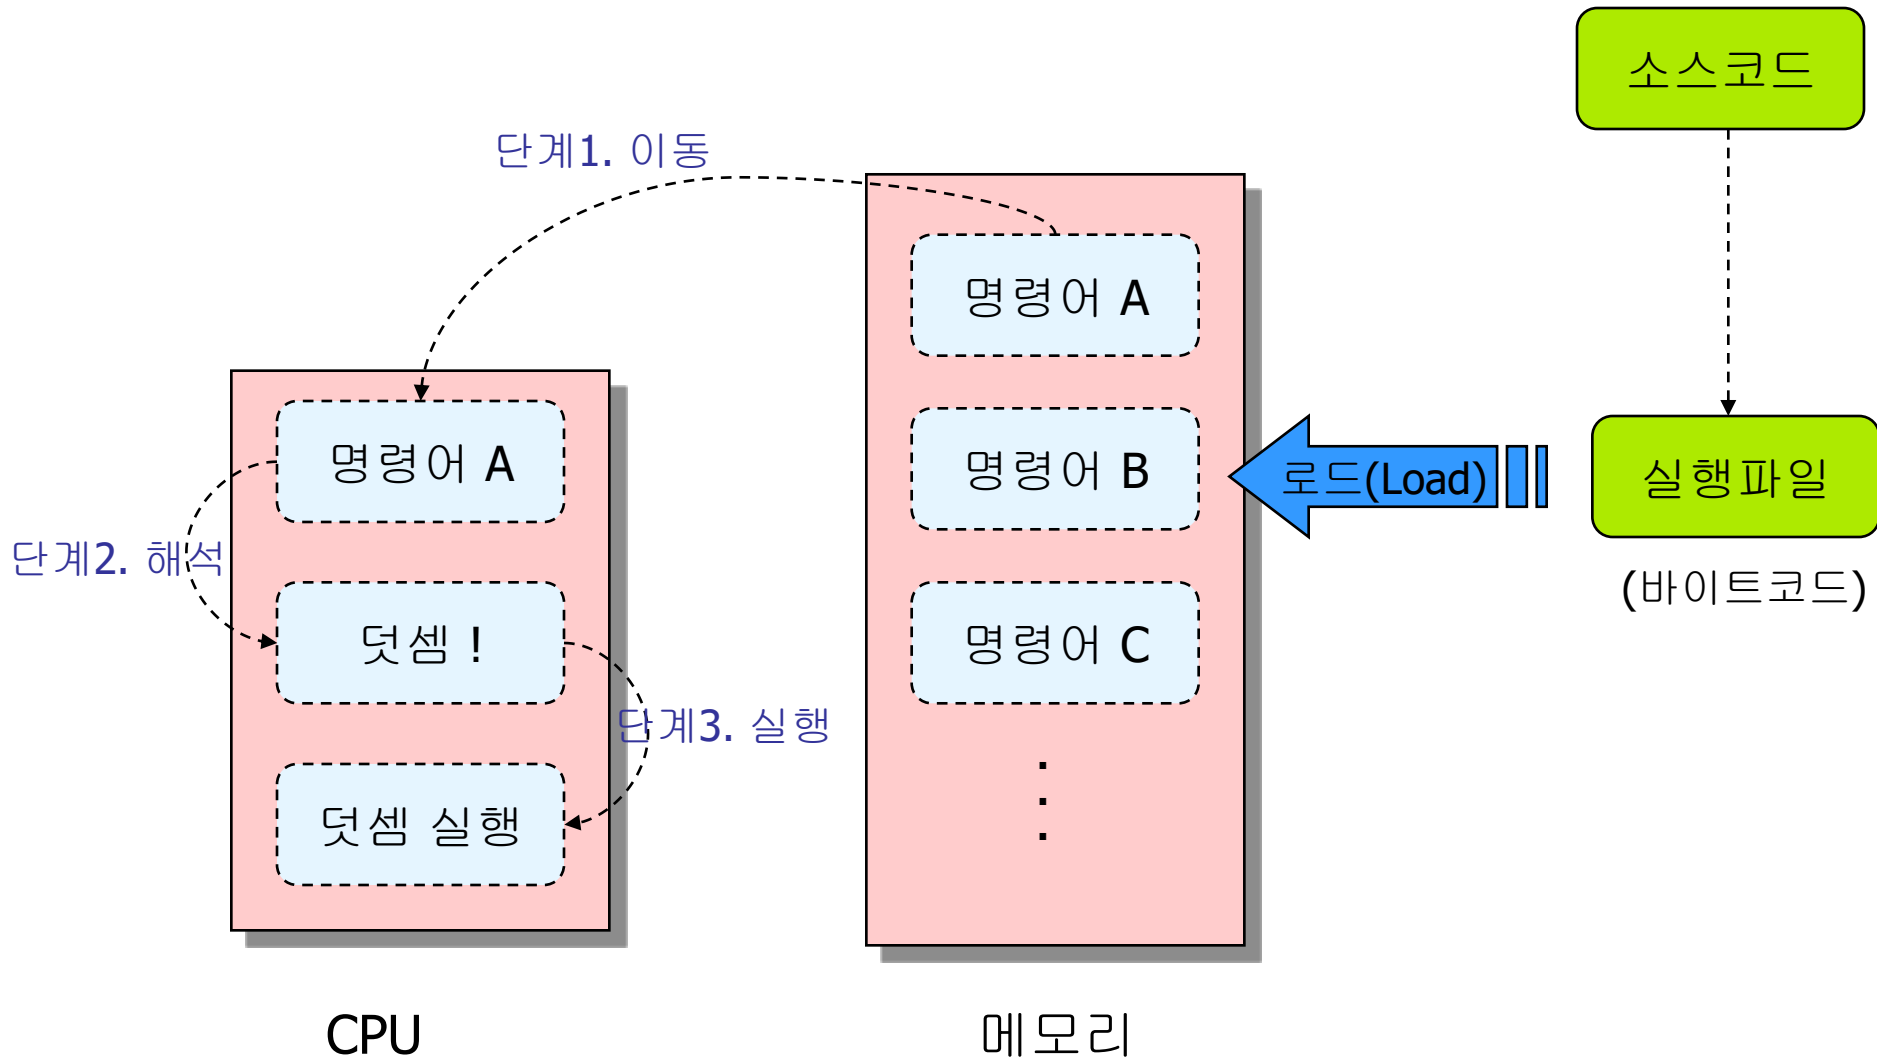 소스코드
단계1. 이동
명령어 A
명령어 A
명령어 B
로드(Load)
실행파일
단계2. 해석
(바이트코드)
덧셈 !
명령어 C
단계3. 실행
덧셈 실행
CPU
메모리